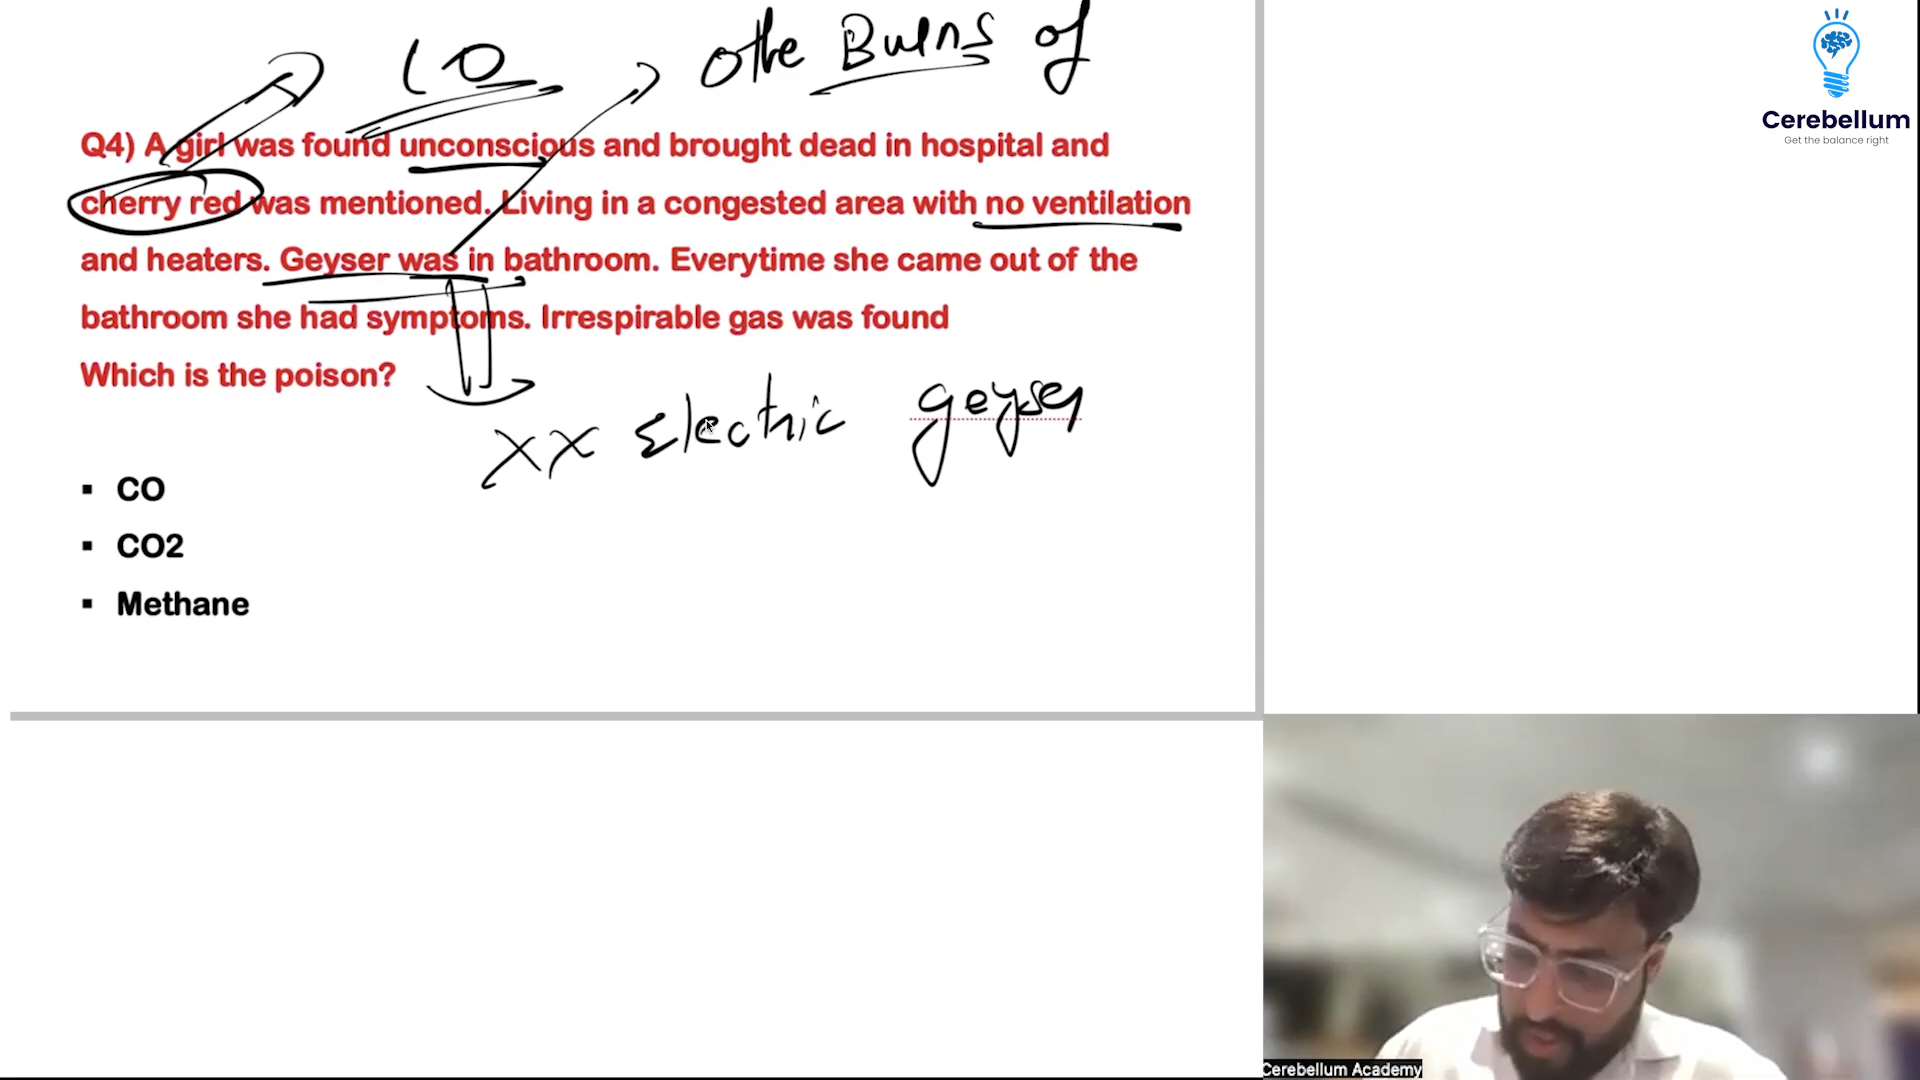 CO
Othe Burns of
Q4) A girl was found unconscious and brought dead in hospital and
cherry red was mentioned. Living in a congested area with no ventilation
and heaters. Geyser was in bathroom. Everytime she came out of the
bathroom she had symptoms. Irrespirable gas was found
Which is the poison?
XX Electric geyser
▪ CO
▪ CO2
▪ Methane
Cerebellum
Get the balance right
Cerebellum Academy